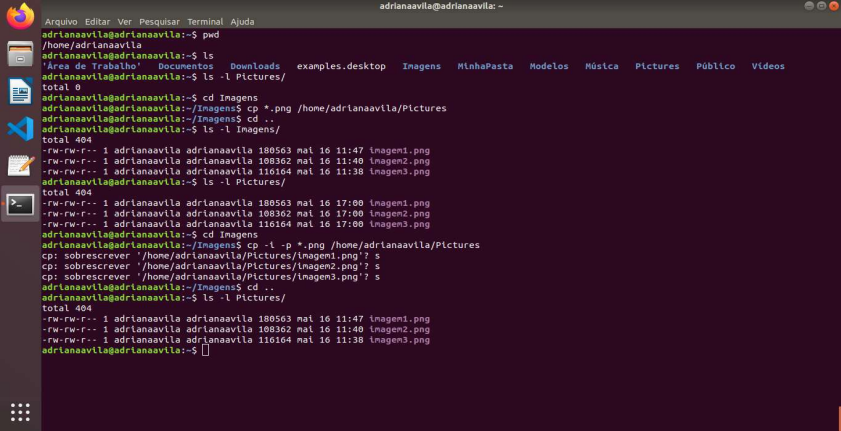 adrianaavila@adrianaavila: ~
Arquivo Editar Ver Pesquisar Terminal Ajuda
adrianaavila@adrianaavila:~$ pwd
/home/adrianaavila
adrianaavila@adrianaavila:~$ ls
'Área de Trabalho' Documentos Downloads examples.desktop Imagens MinhaPasta Modelos Música Pictures Público Vídeos
adrianaavila@adrianaavila:~$ ls -l Pictures/
total 0
adrianaavila@adrianaavila:~$ cd Imagens
adrianaavila@adrianaavila:~/Imagens$ cp *.png /home/adrianaavila/Pictures
adrianaavila@adrianaavila:~/Imagens$ cd ..
adrianaavila@adrianaavila:~$ ls -l Imagens/
total 404
-rw-rw-r-- 1 adrianaavila adrianaavila 180563 mai 16 11:47 imagem1.png
-rw-rw-r-- 1 adrianaavila adrianaavila 108362 mai 16 11:40 imagem2.png
-rw-rw-r-- 1 adrianaavila adrianaavila 116164 mai 16 11:38 imagem3.png
adrianaavila@adrianaavila:~$ ls -l Pictures/
total 404
-rw-rw-r-- 1 adrianaavila adrianaavila 180563 mai 16 17:00 imagem1.png
-rw-rw-r-- 1 adrianaavila adrianaavila 108362 mai 16 17:00 imagem2.png
-rw-rw-r-- 1 adrianaavila adrianaavila 116164 mai 16 17:00 imagem3.png
adrianaavila@adrianaavila:~$ cd Imagens
adrianaavila@adrianaavila:~/Imagens$ cp -i -p *.png /home/adrianaavila/Pictures
cp: sobrescrever '/home/adrianaavila/Pictures/imagem1.png'? s
cp: sobrescrever '/home/adrianaavila/Pictures/imagem2.png'? s
cp: sobrescrever '/home/adrianaavila/Pictures/imagem3.png'? s
adrianaavila@adrianaavila:~/Imagens$ cd ..
adrianaavila@adrianaavila:~$ ls -l Pictures/
total 404
-rw-rw-r-- 1 adrianaavila adrianaavila 180563 mai 16 11:47 imagem1.png
-rw-rw-r-- 1 adrianaavila adrianaavila 108362 mai 16 11:40 imagem2.png
-rw-rw-r-- 1 adrianaavila adrianaavila 116164 mai 16 11:38 imagem3.png
adrianaavila@adrianaavila:~$